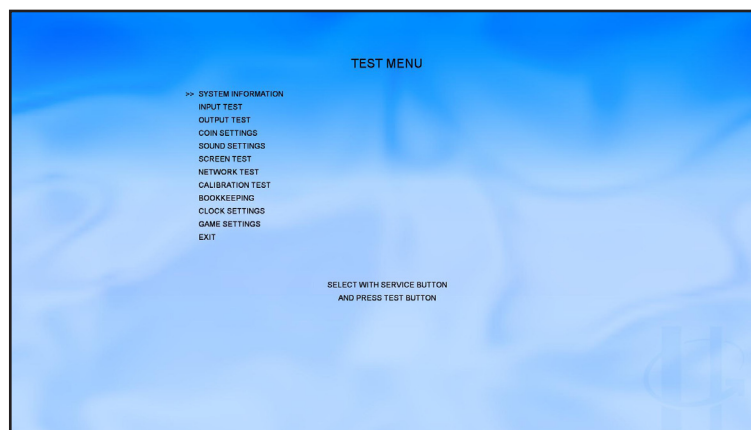 TEST MENU
>> SYSTEM INFORMATION
INPUT TEST
OUTPUT TEST
COIN SETTINGS
SOUND SETTINGS
SCREEN TEST
NETWORK TEST
CALIBRATION TEST
BOOKKEEPING
CLOCK SETTINGS
GAME SETTINGS
EXIT
SELECT WITH SERVICE BUTTON
AND PRESS TEST BUTTON